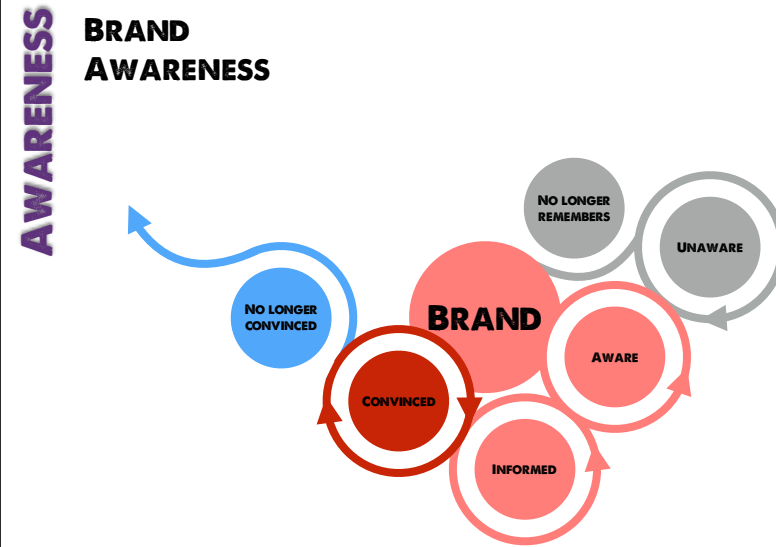 AWARENESS
BRAND
AWARENESS
NO LONGER
REMEMBERS
UNAWARE
NO LONGER
CONVINCED
BRAND
AWARE
CONVINCED
INFORMED